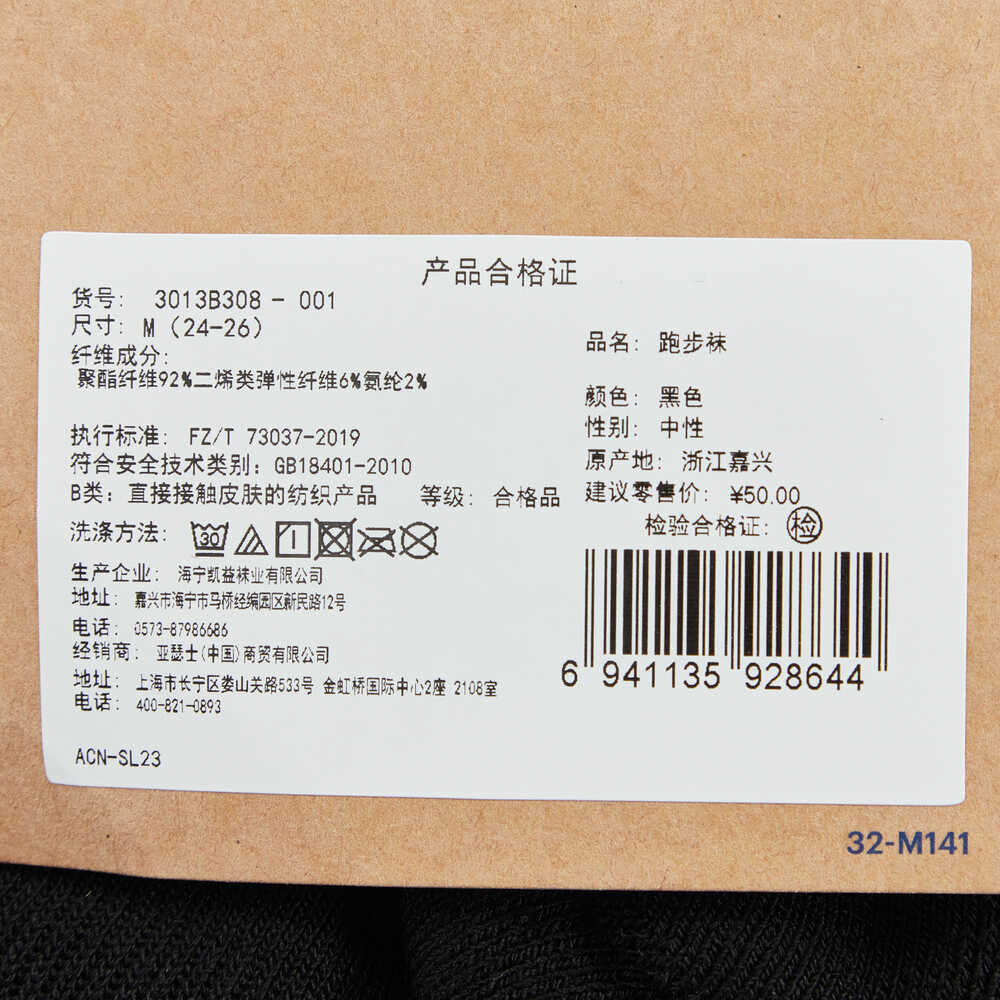 产品合格证
货号: 3013B308 - 001
尺寸: M (24-26)
纤维成分:
聚酯纤维92%二烯类弹性纤维6%氨纶2%
品名: 跑步袜
颜色: 黑色
性别: 中性
原产地: 浙江嘉兴
建议零售价: ¥50.00
检验合格证: 检
执行标准: FZ/T 73037-2019
符合安全技术类别: GB18401-2010
B类: 直接接触皮肤的纺织产品 等级: 合格品
洗涤方法: 30
生产企业: 海宁凯益袜业有限公司
地址: 嘉兴市海宁市马桥经编园区新民路12号
电话: 0573-87986686
经销商: 亚瑟士(中国)商贸有限公司
地址: 上海市长宁区娄山关路533号 金虹桥国际中心2座 2108室
电话: 400-821-0893
6 941135 928644
ACN-SL23
32-M141